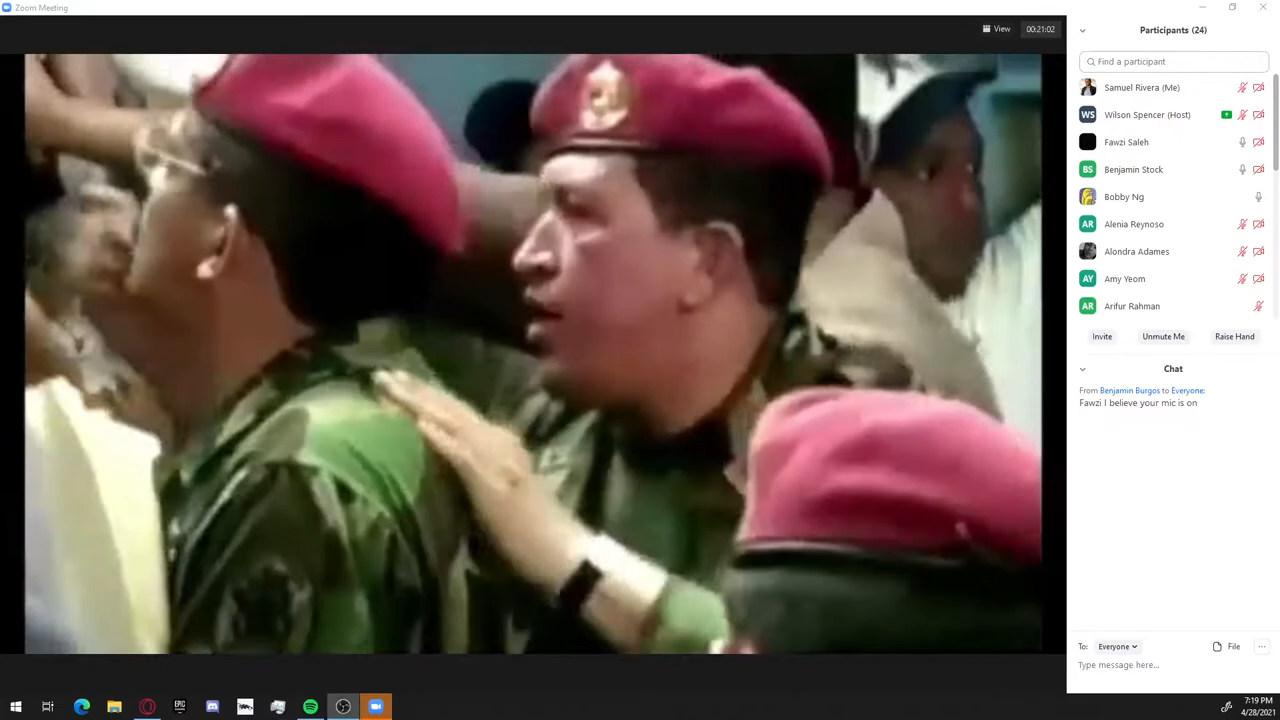 Zoom Meeting
View
00:21:02
Participants (24)
Find a participant
Samuel Rivera (Me)
WS Wilson Spencer (Host)
Fawzi Saleh
BS Benjamin Stock
Bobby Ng
AR Alenia Reynoso
Alondra Adames
AY Amy Yeom
AR Arifur Rahman
Invite Unmute Me Raise Hand
Chat
From Benjamin Burgos to Everyone:
Fawzi I believe your mic is on
To: Everyone File
Type message here...
EPIC
7:19 PM
4/28/2021